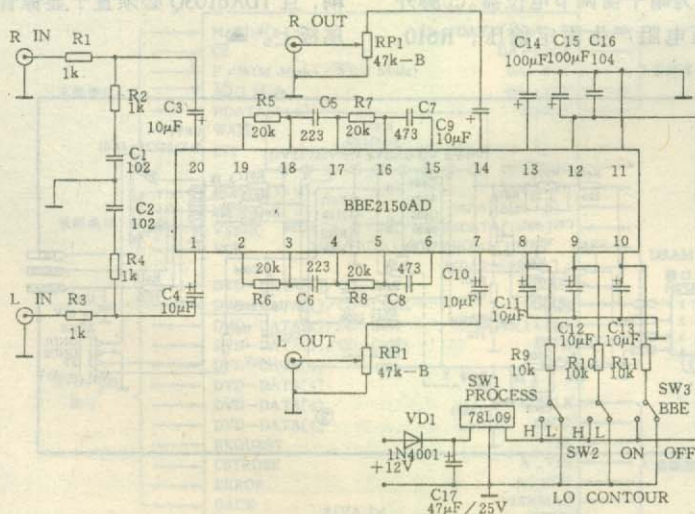 R IN
R1
1k
R2
1k
C3
10μF
C1
102
C2
102
R4
1k
L IN
R3
1k
C4
10μF
R OUT
RP1
47k-B
C14
100μF
C15
100μF
C16
104
R5
20k
C5
223
R7
20k
C7
473
C9
10μF
20 19 18 17 16 15 14 13 12 11
BBE2150AD
1 2 3 4 5 6 7 8 9 10
20k
R6
223
C6
20k
R8
473
C8
C10
10μF
C11
10μF
C12
10μF
C13
10μF
L OUT
RP1
47k-B
R9
10k
R10
10k
R11
10k
SW1
PROCESS
SW3
BBE
VD1
1N4001
+12V
78L09
H L
H L
SW2
ON
OFF
C17
47μF/25V
LO CONTOUR